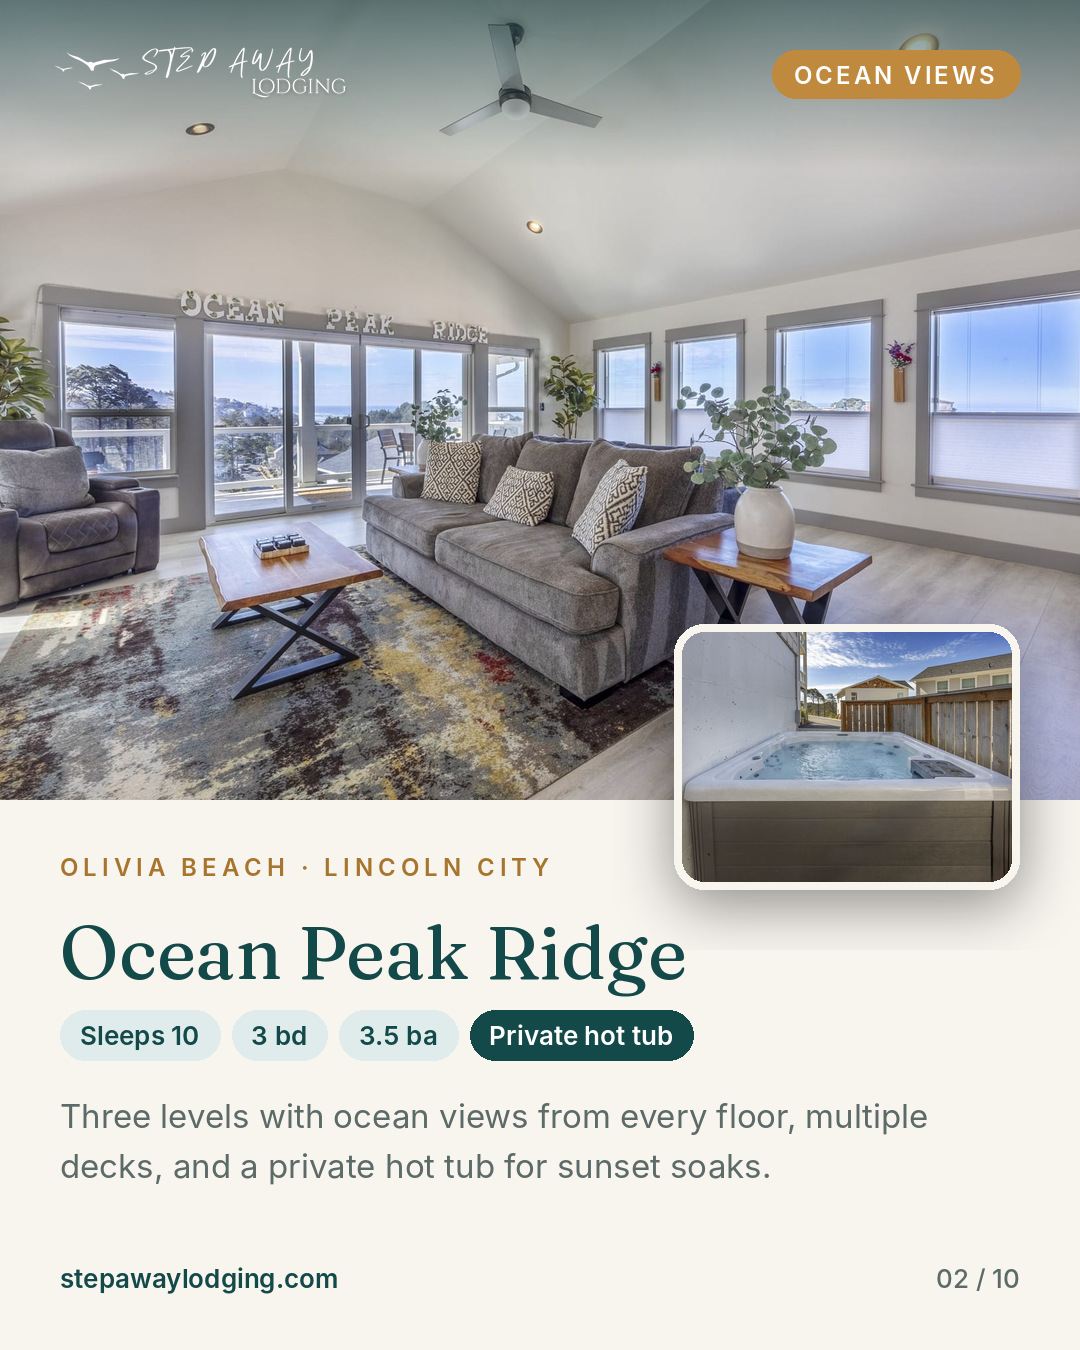 STEP AWAY
LODGING
OCEAN VIEWS
OCEAN PEAK RIDGE
OLIVIA BEACH · LINCOLN CITY
Ocean Peak Ridge
Sleeps 10
3 bd
3.5 ba
Private hot tub
Three levels with ocean views from every floor, multiple
decks, and a private hot tub for sunset soaks.
stepawaylodging.com
02 / 10